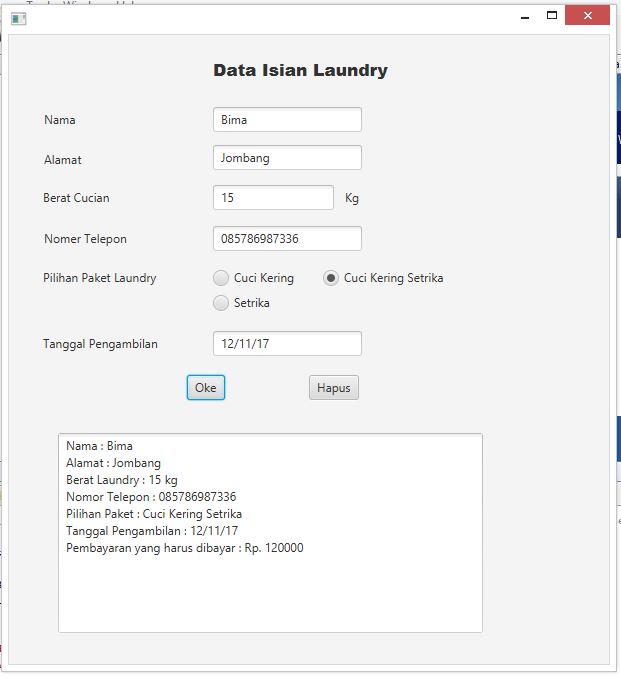 Data Isian Laundry
Nama Bima
Alamat Jombang
Berat Cucian 15 Kg
Nomer Telepon 085786987336
Pilihan Paket Laundry Cuci Kering Cuci Kering Setrika
Setrika
Tanggal Pengambilan 12/11/17
Oke Hapus
Nama : Bima
Alamat : Jombang
Berat Laundry : 15 kg
Nomor Telepon : 085786987336
Pilihan Paket : Cuci Kering Setrika
Tanggal Pengambilan : 12/11/17
Pembayaran yang harus dibayar : Rp. 120000